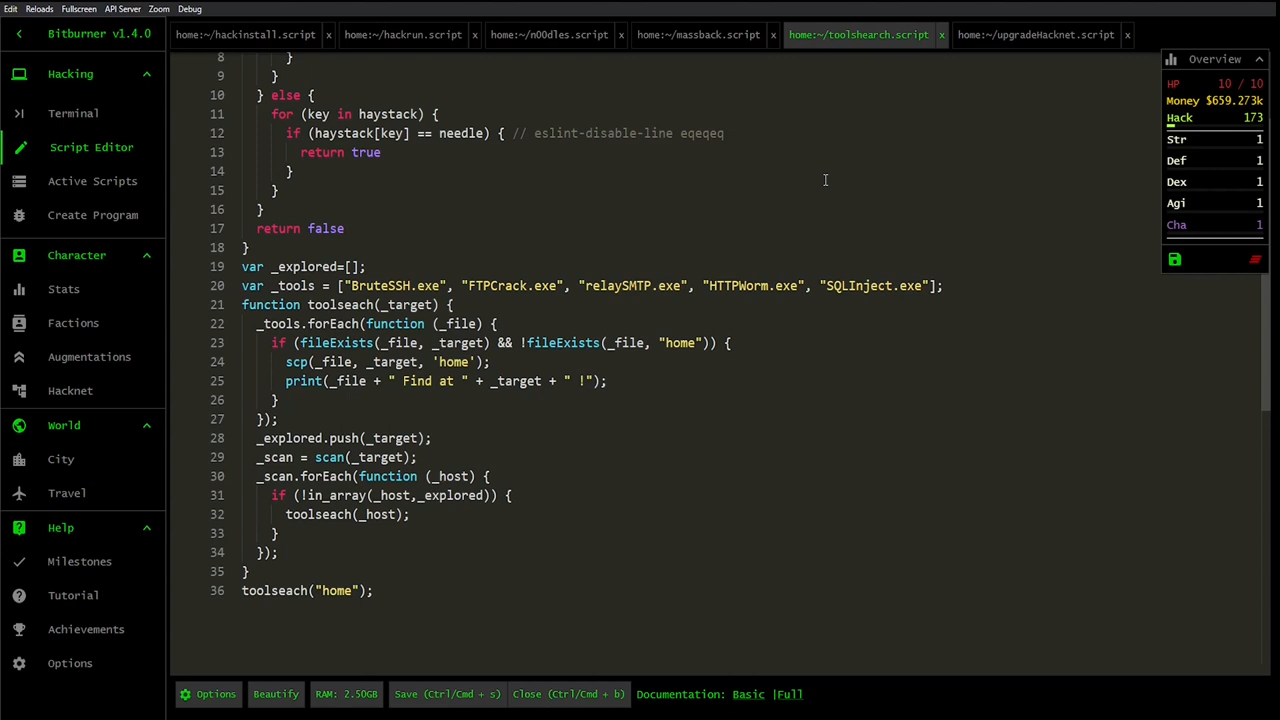 Edit Reloads Fullscreen API Server Zoom Debug
Bitburner v1.4.0
home:~/hackinstall.script x home:~/hackrun.script x home:~/n00dles.script x home:~/massback.script x home:~/toolshearch.script x home:~/upgradeHacknet.script x
Hacking
Terminal
Script Editor
Active Scripts
Create Program
Character
Stats
Factions
Augmentations
Hacknet
World
City
Travel
Help
Milestones
Tutorial
Achievements
Options
8 }
9 }
10 } else {
11 for (key in haystack) {
12 if (haystack[key] == needle) { // eslint-disable-line eqeqeq
13 return true
14 }
15 }
16 }
17 return false
18 }
19 var _explored=[];
20 var _tools = ["BruteSSH.exe", "FTPCrack.exe", "relaySMTP.exe", "HTTPWorm.exe", "SQLInject.exe"];
21 function toolseach(_target) {
22 _tools.forEach(function (_file) {
23 if (fileExists(_file, _target) && !fileExists(_file, "home")) {
24 scp(_file, _target, 'home');
25 print(_file + " Find at " + _target + " !");
26 }
27 });
28 _explored.push(_target);
29 _scan = scan(_target);
30 _scan.forEach(function (_host) {
31 if (!in_array(_host,_explored)) {
32 toolseach(_host);
33 }
34 });
35 }
36 toolseach("home");
Overview
HP 10 / 10
Money $659.273k
Hack 173
Str 1
Def 1
Dex 1
Agi 1
Cha 1
Options Beautify RAM: 2.50GB Save (Ctrl/Cmd + s) Close (Ctrl/Cmd + b) Documentation: Basic |Full